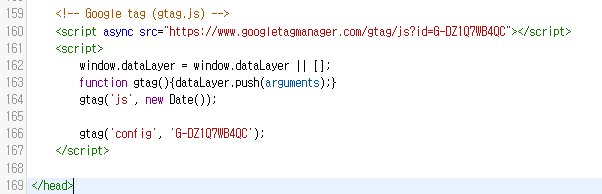 159 <!-- Google tag (gtag.js) -->
160 <script async src="https://www.googletagmanager.com/gtag/js?id=G-DZ1Q7WB4QC"></script>
161 <script>
162 window.dataLayer = window.dataLayer || [];
163 function gtag(){dataLayer.push(arguments);}
164 gtag('js', new Date());
165
166 gtag('config', 'G-DZ1Q7WB4QC');
167 </script>
168
169 </head>